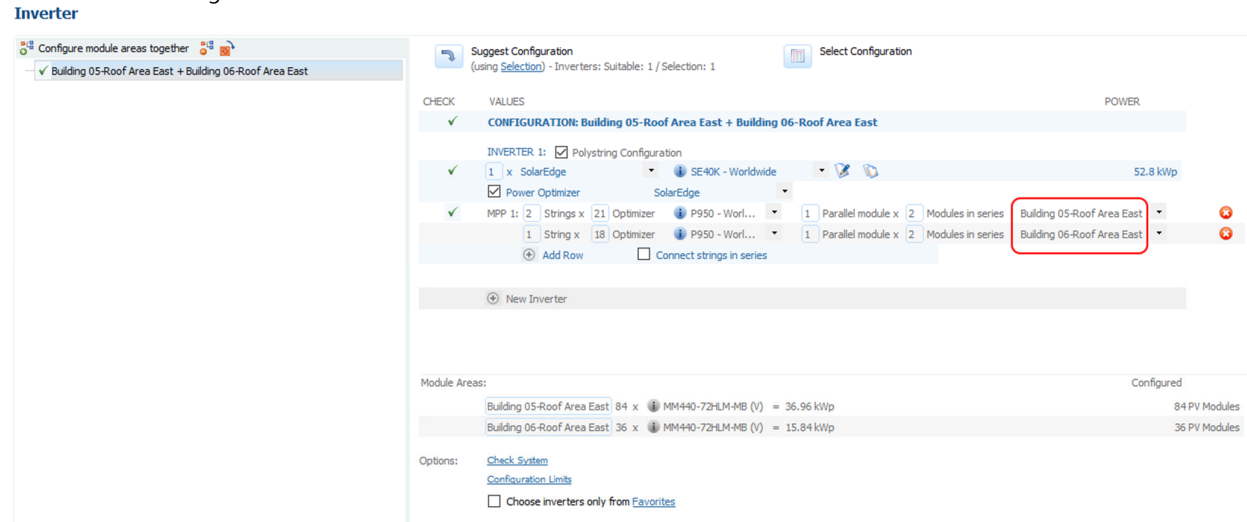 Inverter
Configure module areas together
Building 05-Roof Area East + Building 06-Roof Area East
Suggest Configuration
(using Selection) - Inverters: Suitable: 1 / Selection: 1
Select Configuration
CHECK VALUES POWER
CONFIGURATION: Building 05-Roof Area East + Building 06-Roof Area East
INVERTER 1: Polystring Configuration
1 x SolarEdge SE40K - Worldwide 52.8 kWp
Power Optimizer SolarEdge
MPP 1: 2 Strings x 21 Optimizer P950 - Worl... 1 Parallel module x 2 Modules in series Building 05-Roof Area East
1 String x 18 Optimizer P950 - Worl... 1 Parallel module x 2 Modules in series Building 06-Roof Area East
Add Row Connect strings in series
New Inverter
Module Areas: Configured
Building 05-Roof Area East 84 x MM440-72HLM-MB (V) = 36.96 kWp 84 PV Modules
Building 06-Roof Area East 36 x MM440-72HLM-MB (V) = 15.84 kWp 36 PV Modules
Options: Check System
Configuration Limits
Choose inverters only from Favorites